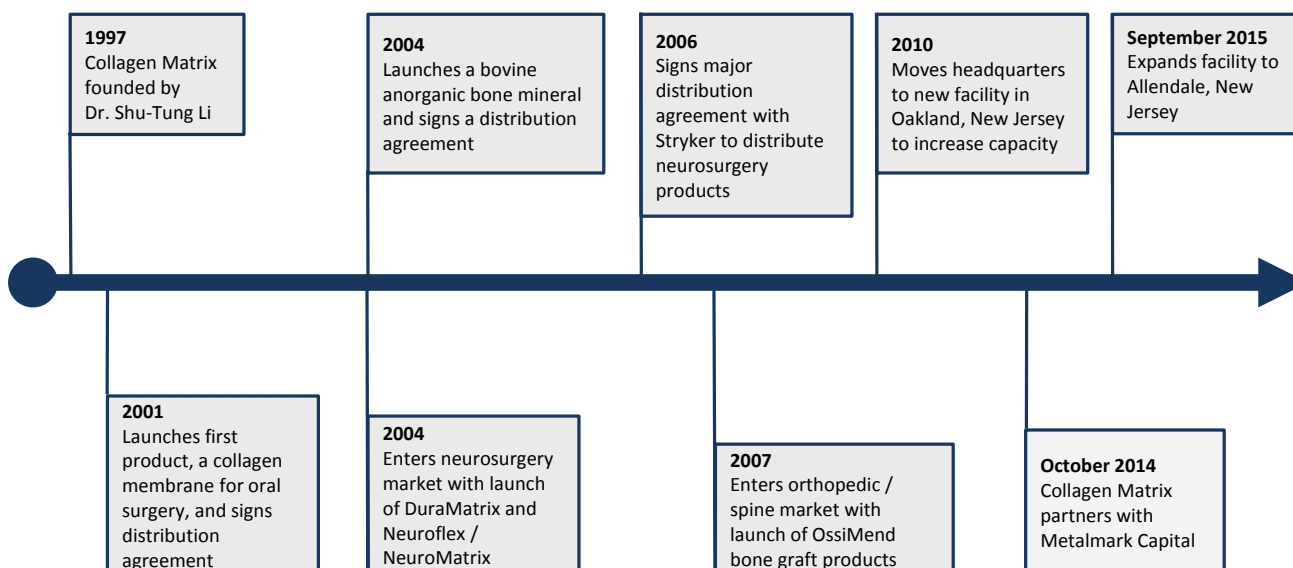 1997
Collagen Matrix
founded by
Dr. Shu-Tung Li
2004
Launches a bovine
anorganic bone mineral
and signs a distribution
agreement
2006
Signs major
distribution
agreement with
Stryker to distribute
neurosurgery
products
2010
Moves headquarters
to new facility in
Oakland, New Jersey
to increase capacity
September 2015
Expands facility to
Allendale, New
Jersey
2001
Launches first
product, a collagen
membrane for oral
surgery, and signs
distribution
agreement
2004
Enters neurosurgery
market with launch
of DuraMatrix and
Neuroflex /
NeuroMatrix
2007
Enters orthopedic /
spine market with
launch of OssiMend
bone graft products
October 2014
Collagen Matrix
partners with
Metalmark Capital